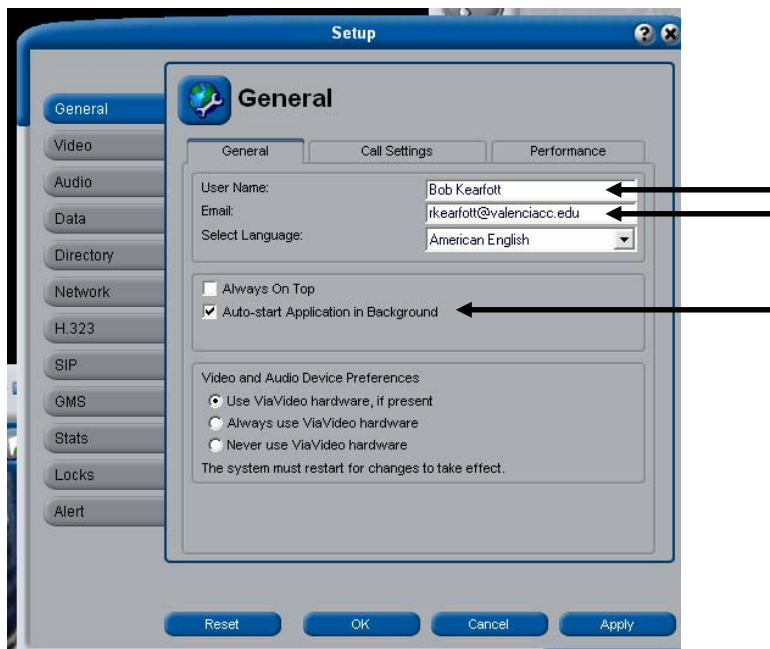 Setup
General
Video
Audio
Data
Directory
Network
H.323
SIP
GMS
Stats
Locks
Alert
General
General Call Settings Performance
User Name: Bob Kearfott
Email: rkearfott@valenciacc.edu
Select Language: American English
Always On Top
Auto-start Application in Background
Video and Audio Device Preferences
Use ViaVideo hardware, if present
Always use ViaVideo hardware
Never use ViaVideo hardware
The system must restart for changes to take effect.
Reset OK Cancel Apply